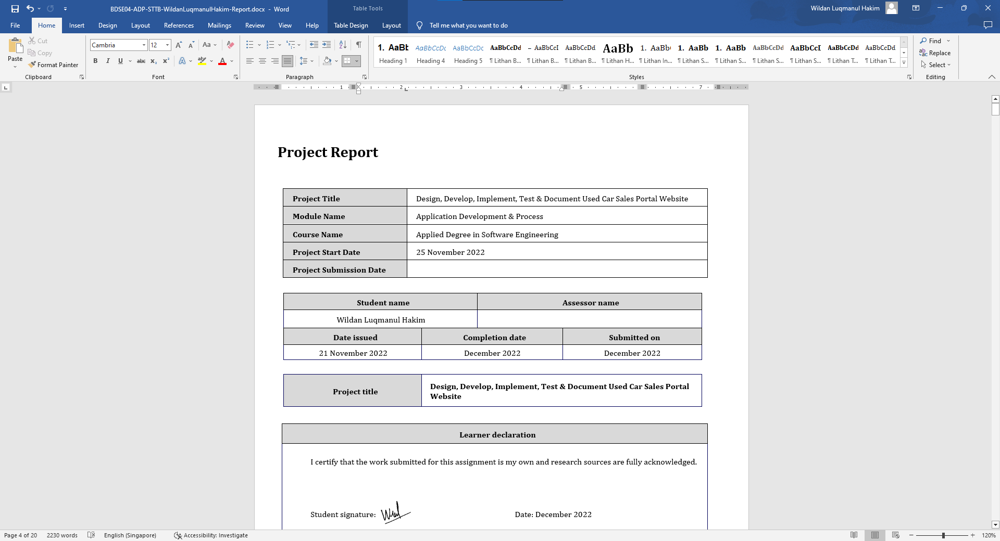 BDSE04-ADP-STTB-WildanLuqmanulHakim-Report.docx - Word
Table Tools
Wildan Luqmanul Hakim
File Home Insert Design Layout References Mailings Review View Help Table Design Layout Tell me what you want to do
Paste
Cut
Copy
Format Painter
Cambria 12
Clipboard Font Paragraph Styles Editing
1. AaBb AaBbCcDc AaBbCcDc AaBbCcDd – AaBbCcI AaBbCcDd AaBb 1. AaBb 1. AaBb 1. AaBb AaBbCcDd AaBbCcI AaBbCcDd AaBbCcDd
Heading 1 Heading 4 Heading 5 ¶ Lithan B... ¶ Lithan B... ¶ Lithan B... ¶ Lithan H... ¶ Lithan In... ¶ Lithan S... ¶ Lithan S... ¶ Lithan S... ¶ Lithan S... ¶ Lithan T... ¶ Lithan T...
Find
Replace
Select
1 2 3 4 5 7
Project Report
Project Title Design, Develop, Implement, Test & Document Used Car Sales Portal Website
Module Name Application Development & Process
Course Name Applied Degree in Software Engineering
Project Start Date 25 November 2022
Project Submission Date
Student name Assessor name
Wildan Luqmanul Hakim
Date issued Completion date Submitted on
21 November 2022 December 2022 December 2022
Project title Design, Develop, Implement, Test & Document Used Car Sales Portal
Website
Learner declaration
I certify that the work submitted for this assignment is my own and research sources are fully acknowledged.
Student signature: Date: December 2022
Page 4 of 20 2230 words English (Singapore) Accessibility: Investigate 120%